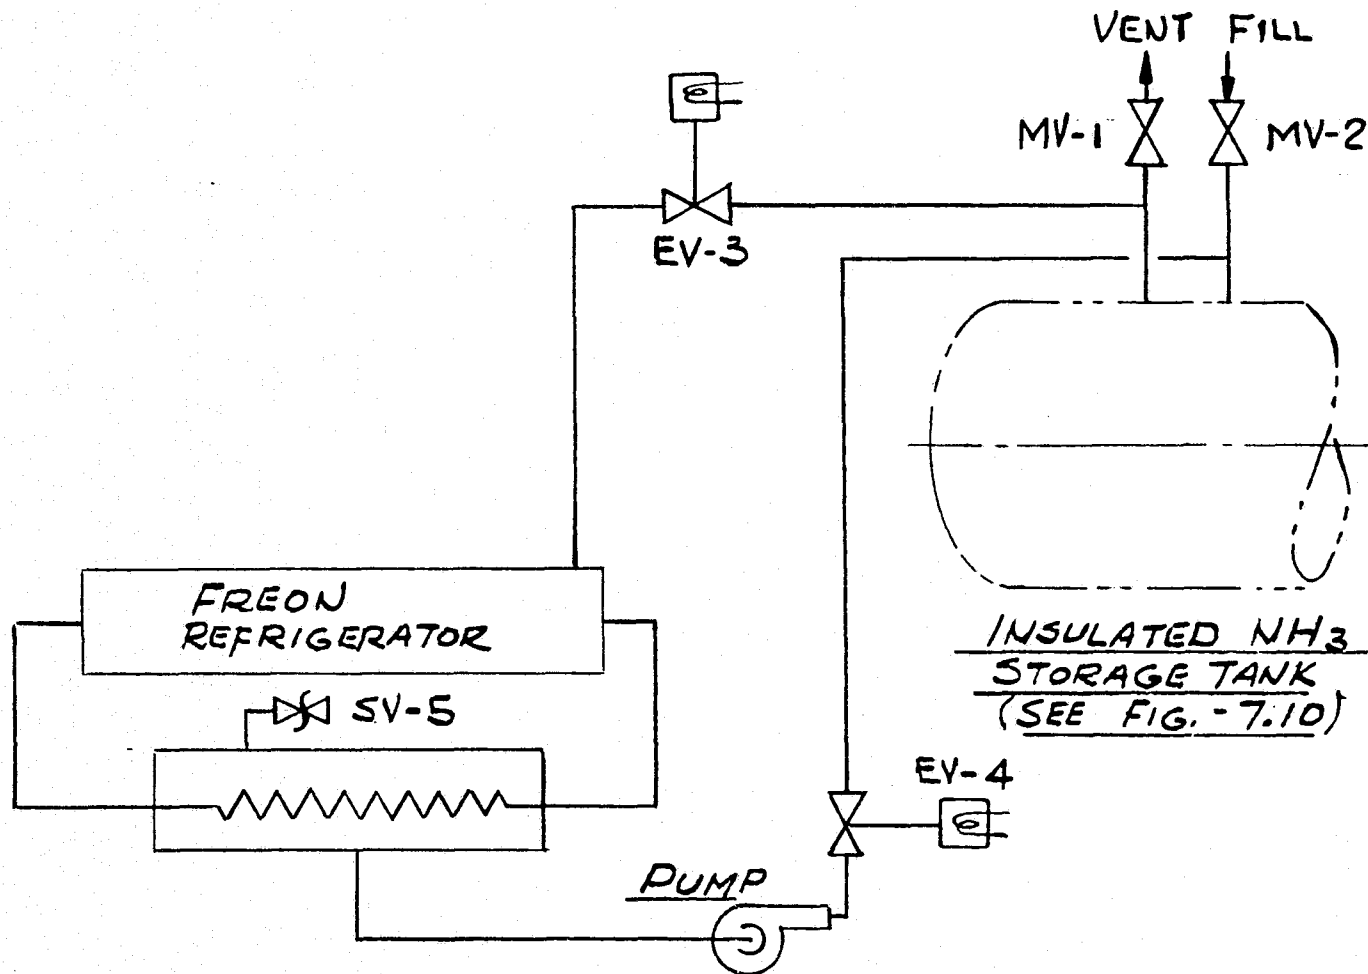 VENT FILL
MV-1
MV-2
EV-3
FREON
REFRIGERATOR
SV-5
INSULATED NH3
STORAGE TANK
(SEE FIG.-7.10)
EV-4
PUMP